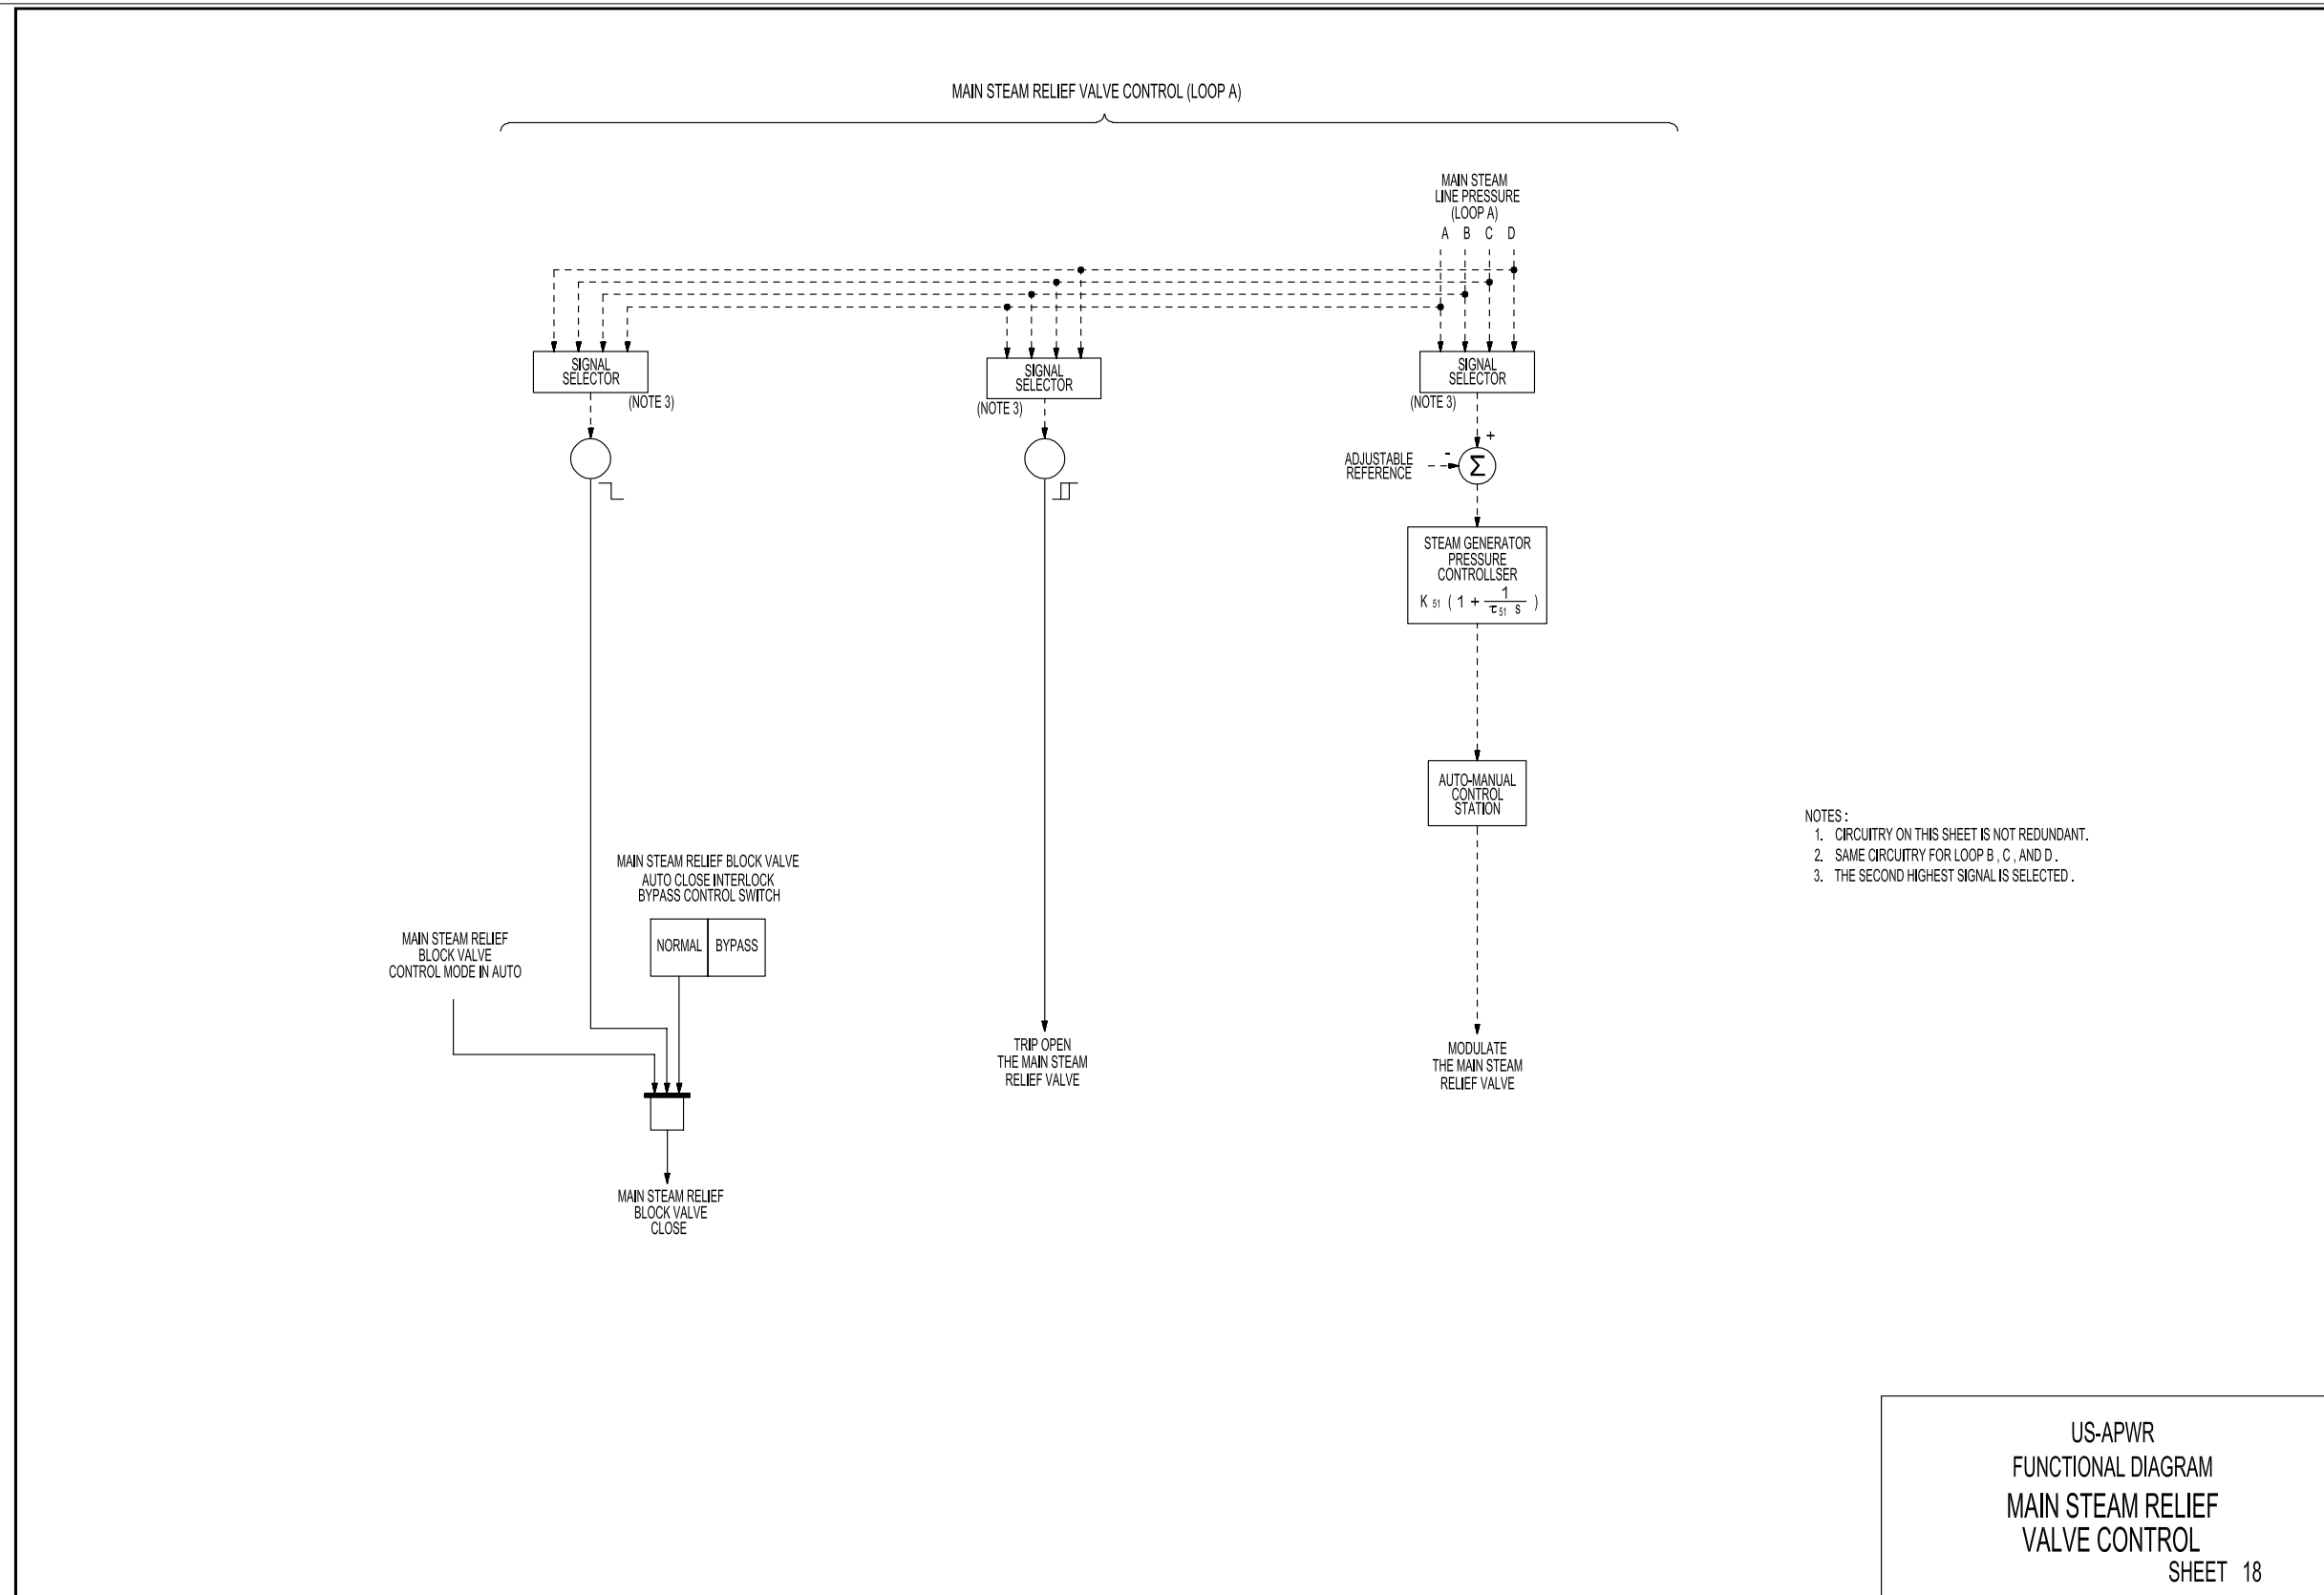 MAIN STEAM RELIEF VALVE CONTROL (LOOP A)
MAIN STEAM
LINE PRESSURE
(LOOP A)
A B C D
SIGNAL
SELECTOR
(NOTE 3)
SIGNAL
SELECTOR
(NOTE 3)
SIGNAL
SELECTOR
(NOTE 3)
+
-
ADJUSTABLE
REFERENCE
Σ
STEAM GENERATOR
PRESSURE
CONTROLLSER
K 51 ( 1 + 1 / τ51 s )
AUTO-MANUAL
CONTROL
STATION
NOTES :
1. CIRCUITRY ON THIS SHEET IS NOT REDUNDANT.
2. SAME CIRCUITRY FOR LOOP B , C , AND D .
3. THE SECOND HIGHEST SIGNAL IS SELECTED .
MAIN STEAM RELIEF BLOCK VALVE
AUTO CLOSE INTERLOCK
BYPASS CONTROL SWITCH
NORMAL BYPASS
MAIN STEAM RELIEF
BLOCK VALVE
CONTROL MODE IN AUTO
TRIP OPEN
THE MAIN STEAM
RELIEF VALVE
MODULATE
THE MAIN STEAM
RELIEF VALVE
MAIN STEAM RELIEF
BLOCK VALVE
CLOSE
US-APWR
FUNCTIONAL DIAGRAM
MAIN STEAM RELIEF
VALVE CONTROL
SHEET 18